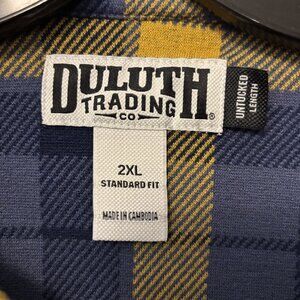 DULUTH
TRADING
CO
®
UNTUCKED
LENGTH
2XL
STANDARD FIT
MADE IN CAMBODIA